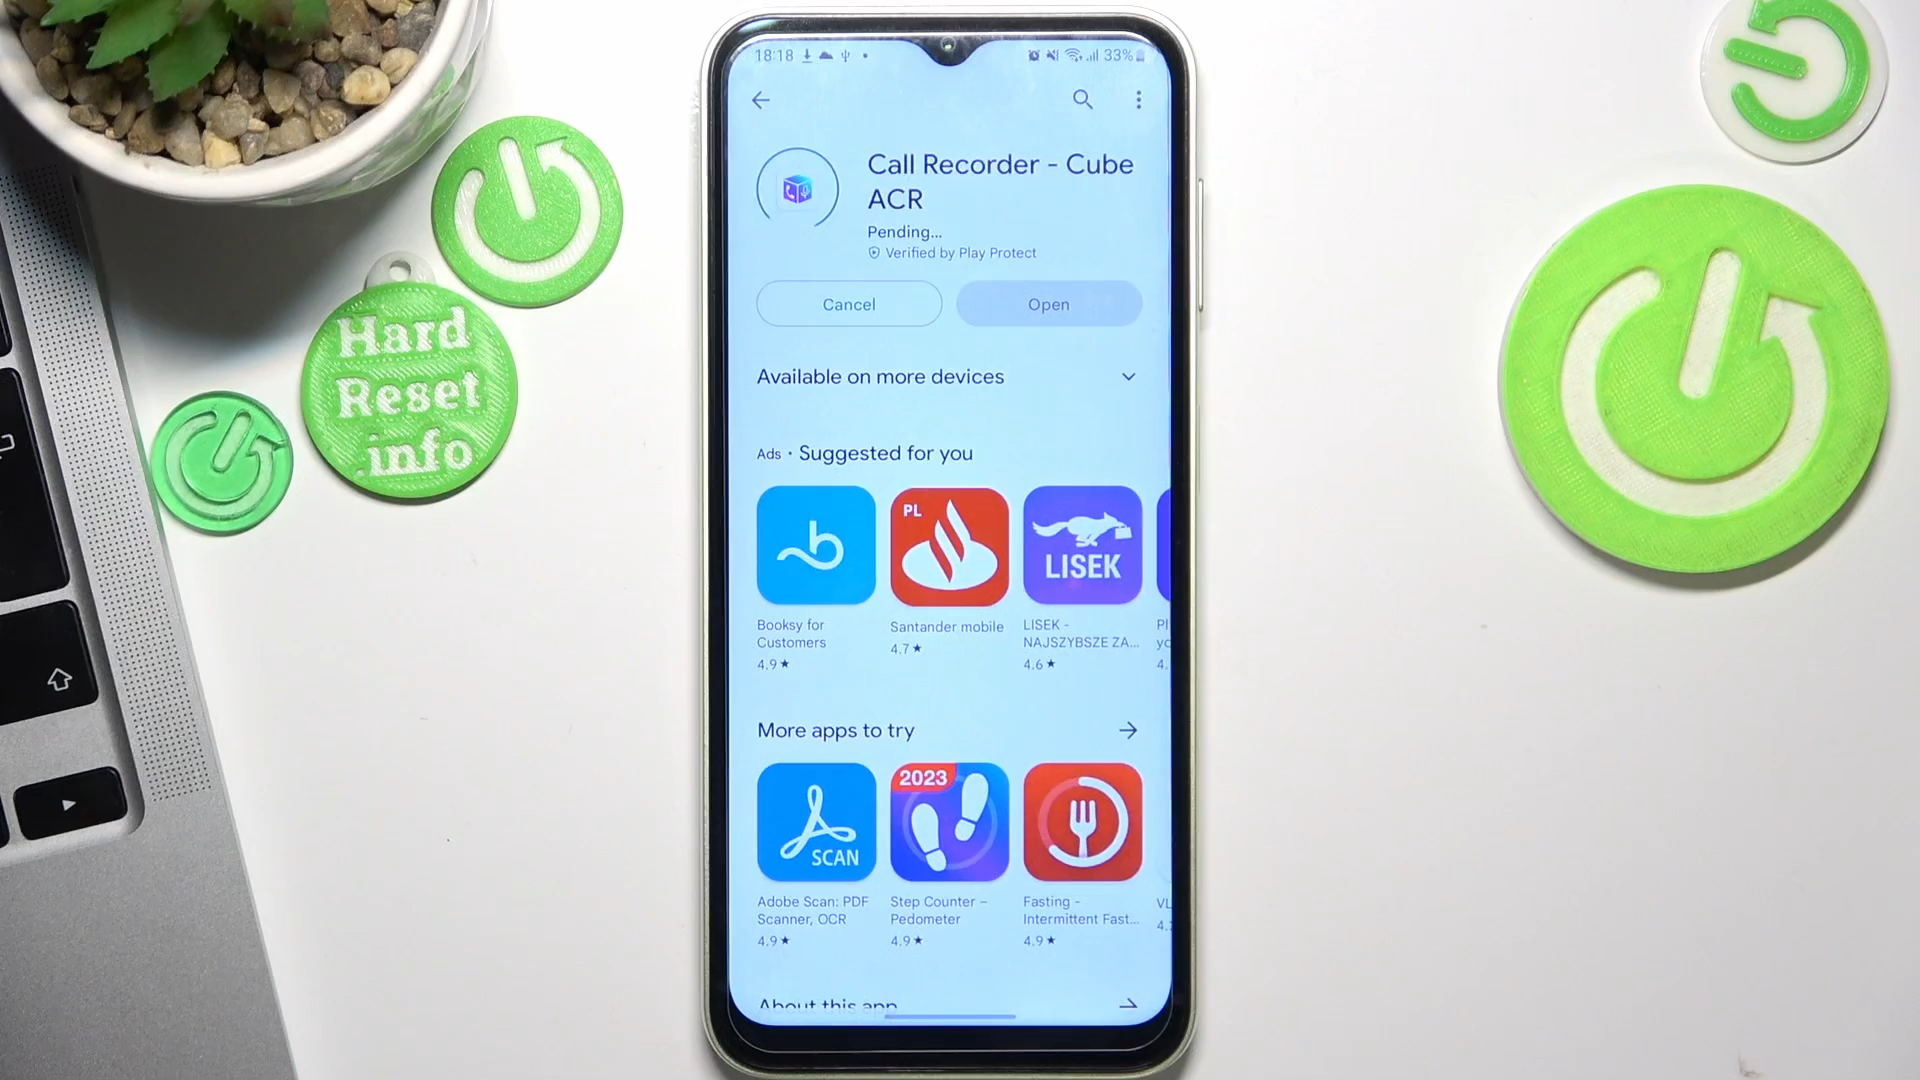 18:18
33%
Call Recorder - Cube
ACR
Pending...
Verified by Play Protect
Cancel
Open
Available on more devices
Ads • Suggested for you
PL
LISEK
Booksy for
Customers
4.9★
Santander mobile
4.7★
LISEK -
NAJSZYBSZE ZA...
4.6★
More apps to try
SCAN
2023
Adobe Scan: PDF
Scanner, OCR
4.9★
Step Counter –
Pedometer
4.9★
Fasting -
Intermittent Fast...
4.9★
About this app
Hard
Reset
.info